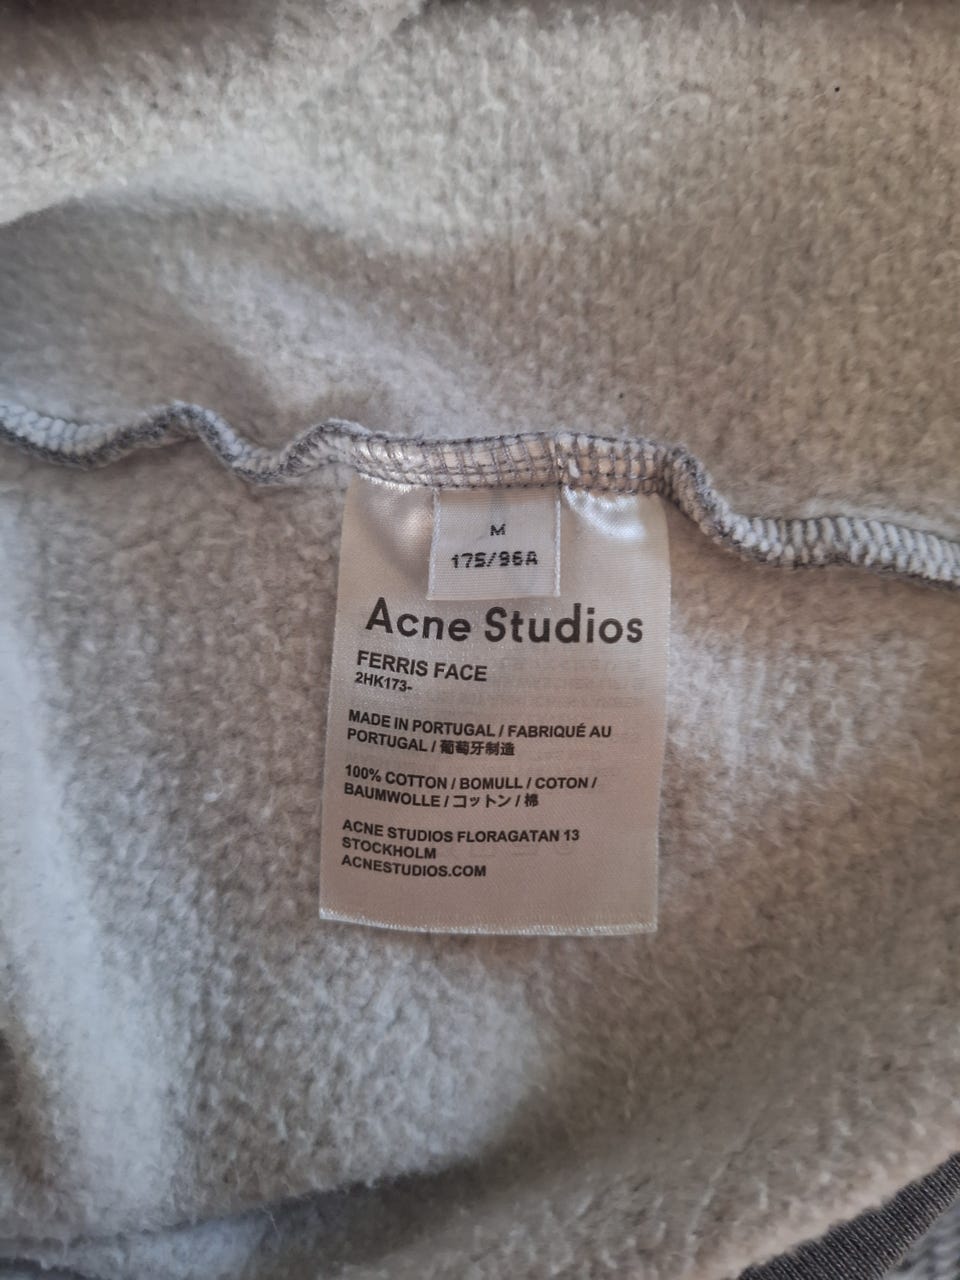 M
175/96A
Acne Studios
FERRIS FACE
2HK173-
MADE IN PORTUGAL / FABRIQUÉ AU
PORTUGAL / 葡萄牙制造
100% COTTON / BOMULL / COTON /
BAUMWOLLE / コットン / 棉
ACNE STUDIOS FLORAGATAN 13
STOCKHOLM
ACNESTUDIOS.COM